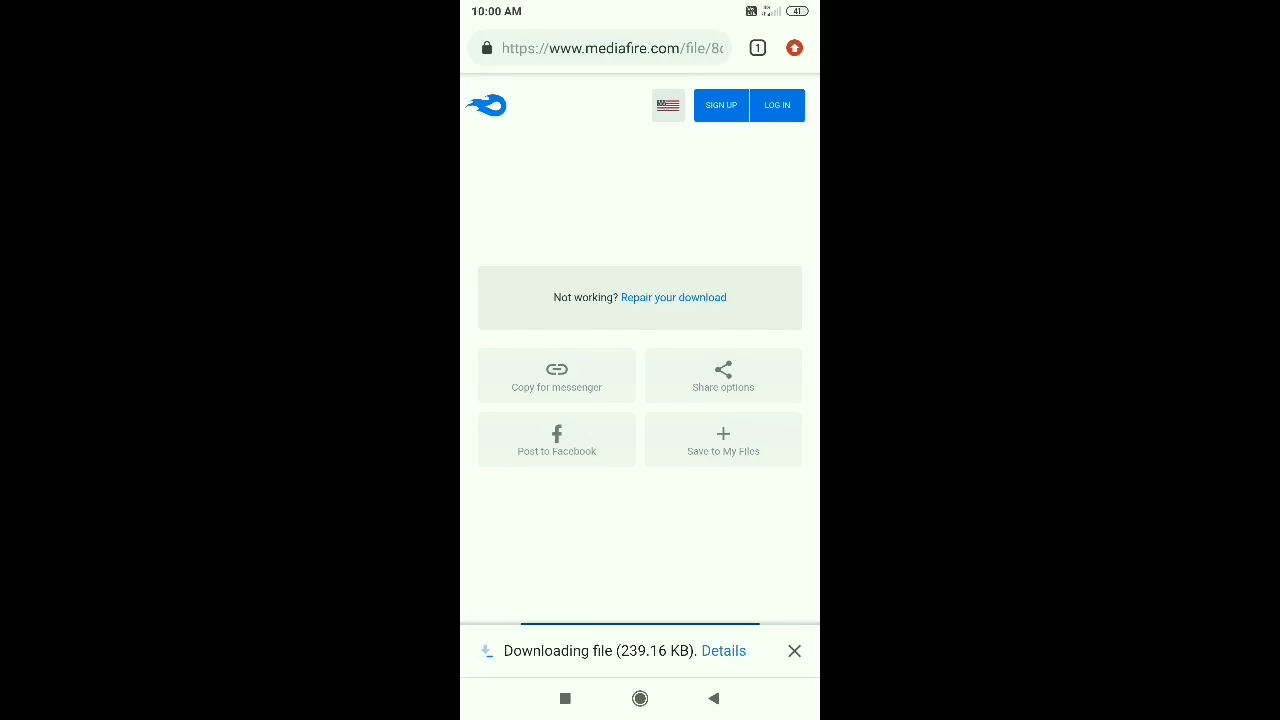 10:00 AM
41
https://www.mediafire.com/file/8
1
SIGN UP
LOG IN
Not working? Repair your download
Copy for messenger
Share options
Post to Facebook
Save to My Files
Downloading file (239.16 KB). Details